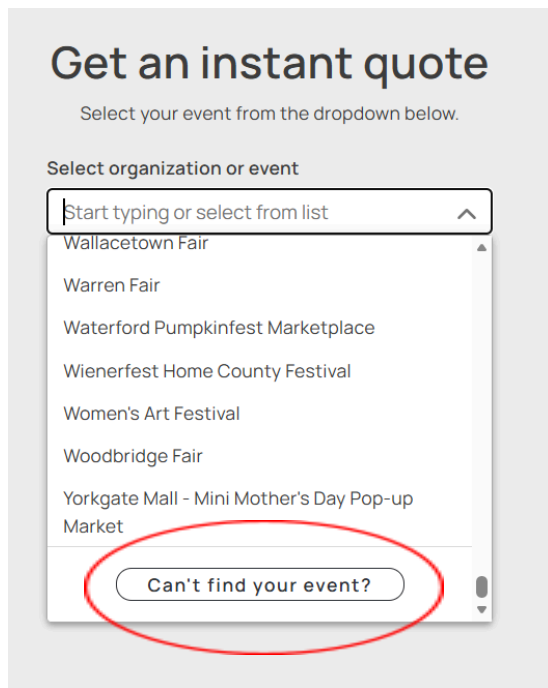 Get an instant quote
Select your event from the dropdown below.
Select organization or event
Start typing or select from list
Wallacetown Fair
Warren Fair
Waterford Pumpkinfest Marketplace
Wienerfest Home County Festival
Women's Art Festival
Woodbridge Fair
Yorkgate Mall - Mini Mother's Day Pop-up
Market
Can't find your event?